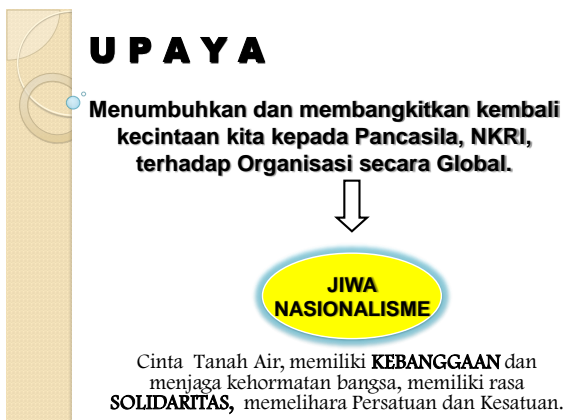 U P A Y A
Menumbuhkan dan membangkitkan kembali
kecintaan kita kepada Pancasila, NKRI,
terhadap Organisasi secara Global.
JIWA
NASIONALISME
Cinta Tanah Air, memiliki KEBANGGAAN dan
menjaga kehormatan bangsa, memiliki rasa
SOLIDARITAS, memelihara Persatuan dan Kesatuan.